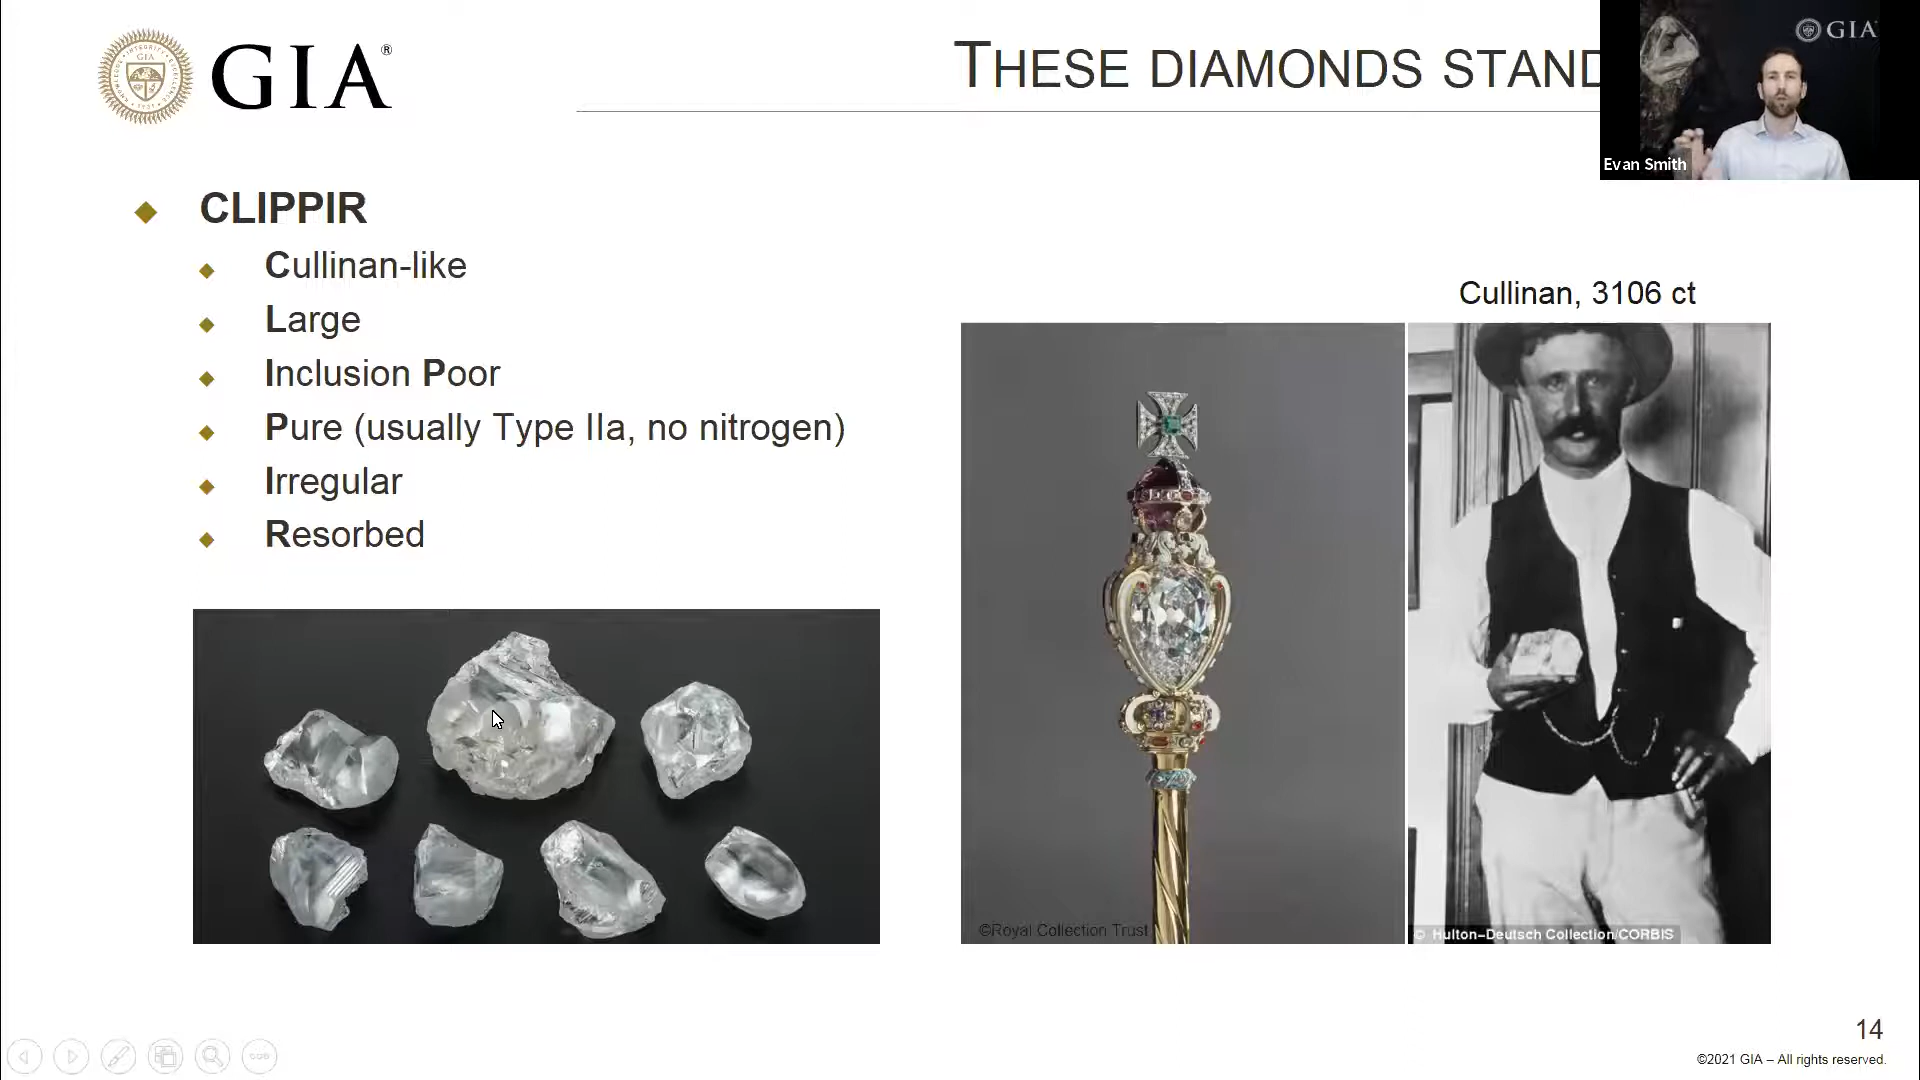 GIA®
THESE DIAMONDS STAND
GIA
Evan Smith
CLIPPIR
Cullinan-like
Large
Inclusion Poor
Pure (usually Type IIa, no nitrogen)
Irregular
Resorbed
Cullinan, 3106 ct
©Royal Collection Trust
© Hulton-Deutsch Collection/CORBIS
14
©2021 GIA – All rights reserved.